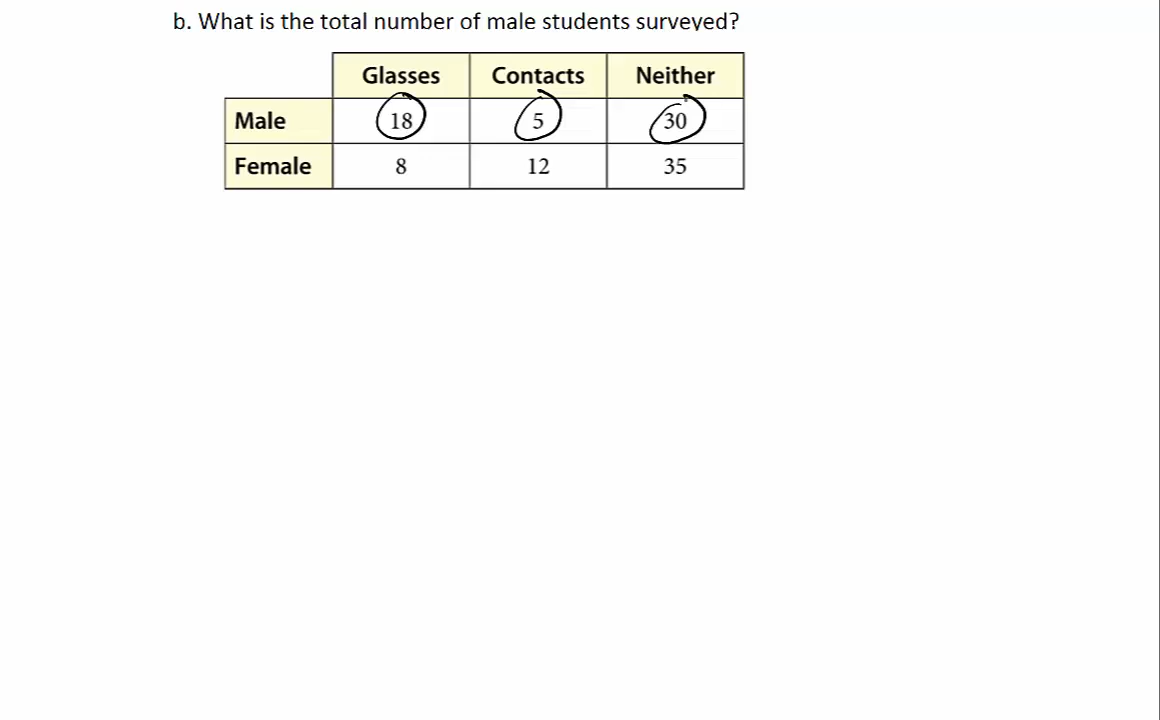 b. What is the total number of male students surveyed?
Glasses Contacts Neither
Male 18 5 30
Female 8 12 35